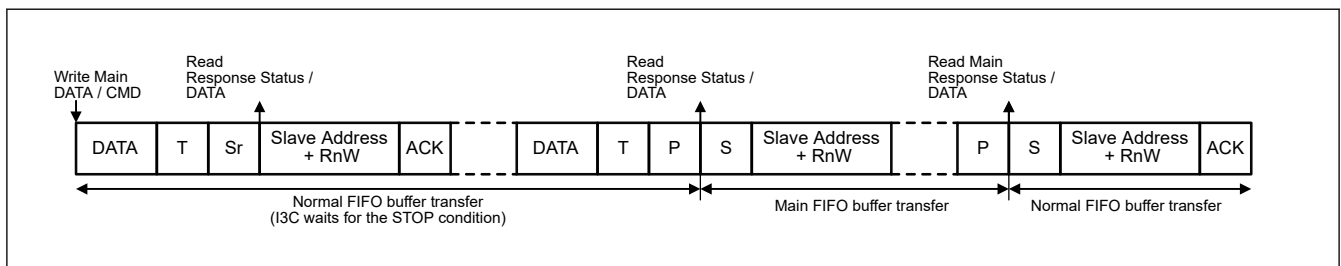 Write Main
DATA / CMD
Read
Response Status /
DATA
Read
Response Status /
DATA
Read Main
Response Status /
DATA
DATA
T
Sr
Slave Address
+ RnW
ACK
DATA
T
P
S
Slave Address
+ RnW
P
S
Slave Address
+ RnW
ACK
Normal FIFO buffer transfer
(I3C waits for the STOP condition)
Main FIFO buffer transfer
Normal FIFO buffer transfer